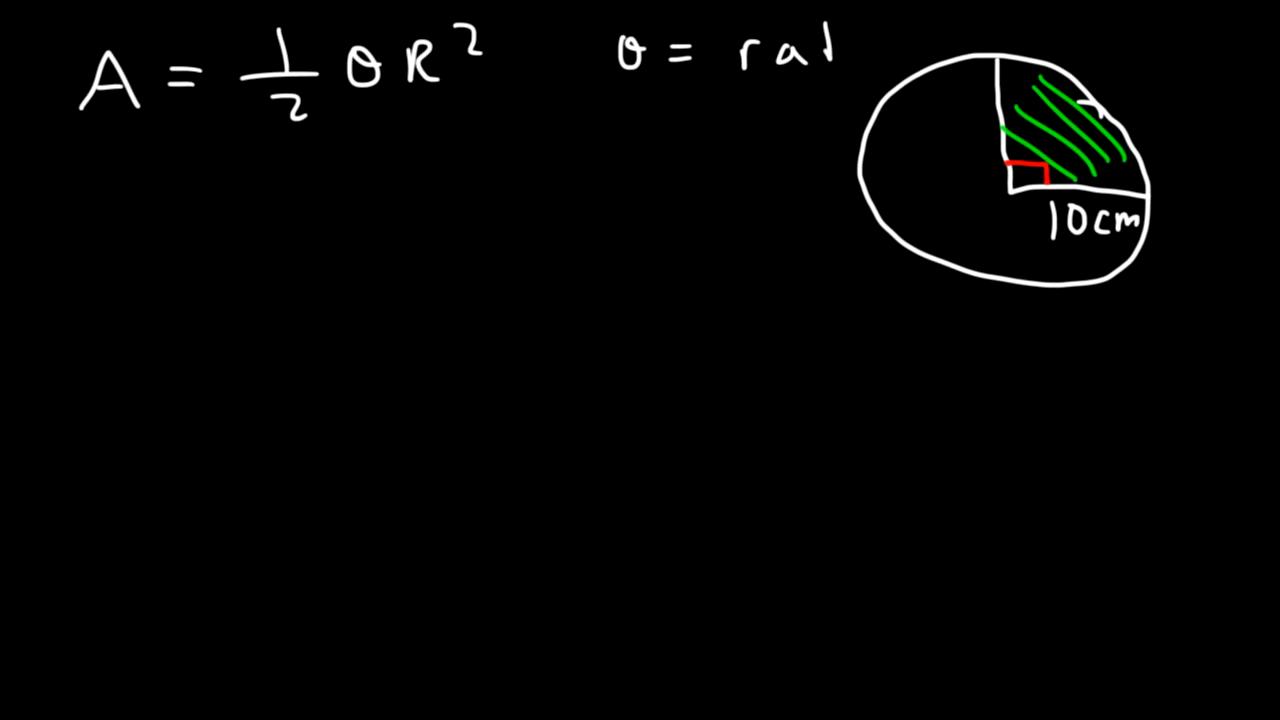 A = 1/2 θ R² θ = rad
10cm